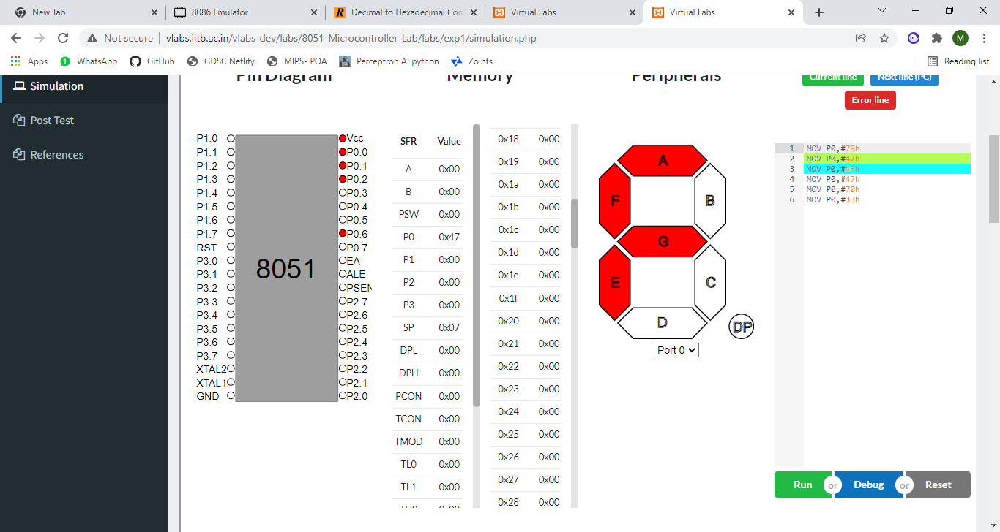 New Tab
8086 Emulator
Decimal to Hexadecimal Con
Virtual Labs
Virtual Labs
Not secure
vlabs.iitb.ac.in/vlabs-dev/labs/8051-Microcontroller-Lab/labs/exp1/simulation.php
M
Apps
1
WhatsApp
GitHub
GDSC Netlify
MIPS- POA
Perceptron AI python
Zoints
Reading list
Simulation
Post Test
References
Pin Diagram
Memory
Peripherals
Current line
Next line (PC)
Error line
P1.0
P1.1
P1.2
P1.3
P1.4
P1.5
P1.6
P1.7
RST
P3.0
P3.1
P3.2
P3.3
P3.4
P3.5
P3.6
P3.7
XTAL2
XTAL1
GND
8051
Vcc
P0.0
P0.1
P0.2
P0.3
P0.4
P0.5
P0.6
P0.7
EA
ALE
PSEN
P2.7
P2.6
P2.5
P2.4
P2.3
P2.2
P2.1
P2.0
SFR Value
A 0x00
B 0x00
PSW 0x00
P0 0x47
P1 0x00
P2 0x00
P3 0x00
SP 0x07
DPL 0x00
DPH 0x00
PCON 0x00
TCON 0x00
TMOD 0x00
TL0 0x00
TL1 0x00
TH0 0x00
0x18 0x00
0x19 0x00
0x1a 0x00
0x1b 0x00
0x1c 0x00
0x1d 0x00
0x1e 0x00
0x1f 0x00
0x20 0x00
0x21 0x00
0x22 0x00
0x23 0x00
0x24 0x00
0x25 0x00
0x26 0x00
0x27 0x00
0x28 0x00
A
F
B
G
E
C
D
DP
Port 0
1 MOV P0,#79h
2 MOV P0,#47h
3 MOV P0,#4Fh
4 MOV P0,#47h
5 MOV P0,#70h
6 MOV P0,#33h
Run or Debug or Reset